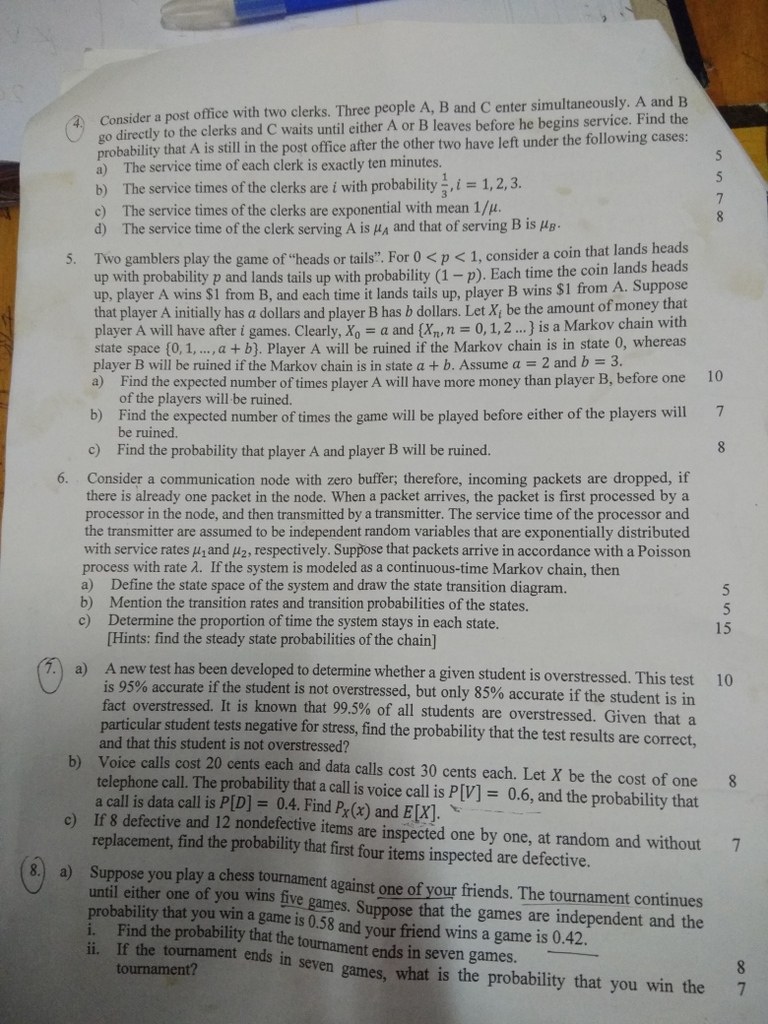 4. Consider a post office with two clerks. Three people A, B and C enter simultaneously. A and B
go directly to the clerks and C waits until either A or B leaves before he begins service. Find the
probability that A is still in the post office after the other two have left under the following cases:
a) The service time of each clerk is exactly ten minutes. 5
b) The service times of the clerks are i with probability 1/3, i = 1, 2, 3. 5
c) The service times of the clerks are exponential with mean 1/μ. 7
d) The service time of the clerk serving A is μA and that of serving B is μB. 8
5. Two gamblers play the game of “heads or tails”. For 0 < p < 1, consider a coin that lands heads
up with probability p and lands tails up with probability (1 − p). Each time the coin lands heads
up, player A wins $1 from B, and each time it lands tails up, player B wins $1 from A. Suppose
that player A initially has a dollars and player B has b dollars. Let Xi be the amount of money that
player A will have after i games. Clearly, X0 = a and {Xn, n = 0, 1, 2 ...} is a Markov chain with
state space {0, 1, ..., a + b}. Player A will be ruined if the Markov chain is in state 0, whereas
player B will be ruined if the Markov chain is in state a + b. Assume a = 2 and b = 3.
a) Find the expected number of times player A will have more money than player B, before one 10
of the players will be ruined.
b) Find the expected number of times the game will be played before either of the players will 7
be ruined.
c) Find the probability that player A and player B will be ruined. 8
6. Consider a communication node with zero buffer; therefore, incoming packets are dropped, if
there is already one packet in the node. When a packet arrives, the packet is first processed by a
processor in the node, and then transmitted by a transmitter. The service time of the processor and
the transmitter are assumed to be independent random variables that are exponentially distributed
with service rates μ1 and μ2, respectively. Suppose that packets arrive in accordance with a Poisson
process with rate λ. If the system is modeled as a continuous-time Markov chain, then
a) Define the state space of the system and draw the state transition diagram. 5
b) Mention the transition rates and transition probabilities of the states. 5
c) Determine the proportion of time the system stays in each state. 15
[Hints: find the steady state probabilities of the chain]
7. a) A new test has been developed to determine whether a given student is overstressed. This test 10
is 95% accurate if the student is not overstressed, but only 85% accurate if the student is in
fact overstressed. It is known that 99.5% of all students are overstressed. Given that a
particular student tests negative for stress, find the probability that the test results are correct,
and that this student is not overstressed?
b) Voice calls cost 20 cents each and data calls cost 30 cents each. Let X be the cost of one 8
telephone call. The probability that a call is voice call is P[V] = 0.6, and the probability that
a call is data call is P[D] = 0.4. Find PX(x) and E[X].
c) If 8 defective and 12 nondefective items are inspected one by one, at random and without 7
replacement, find the probability that first four items inspected are defective.
8. a) Suppose you play a chess tournament against one of your friends. The tournament continues
until either one of you wins five games. Suppose that the games are independent and the
probability that you win a game is 0.58 and your friend wins a game is 0.42.
i. Find the probability that the tournament ends in seven games. 8
ii. If the tournament ends in seven games, what is the probability that you win the 7
tournament?